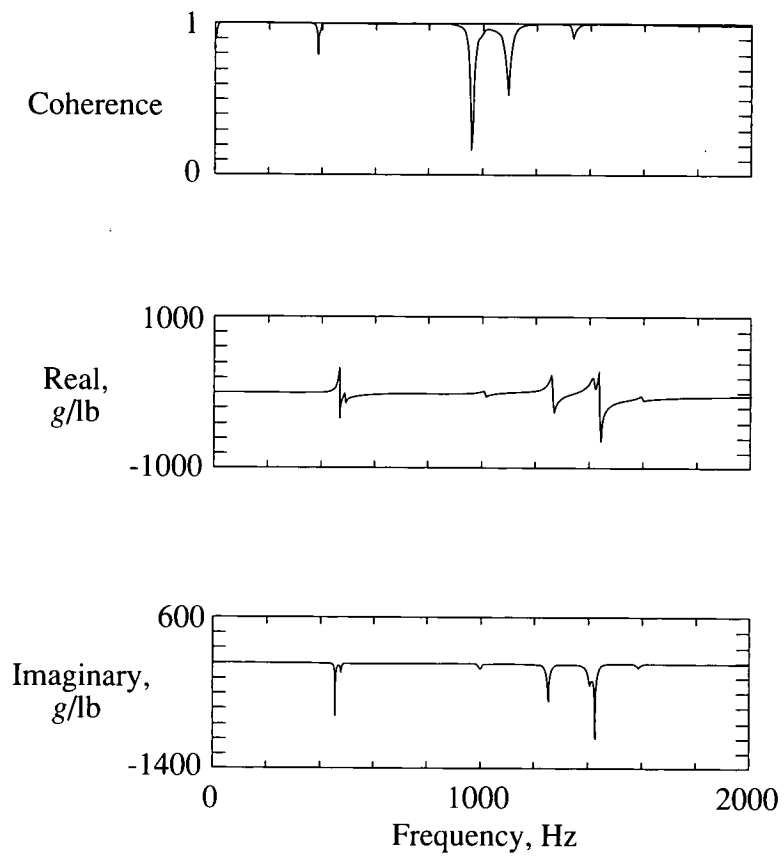 1
Coherence
0
1000
Real,
g/lb
-1000
600
Imaginary,
g/lb
-1400
0 1000 2000
Frequency, Hz